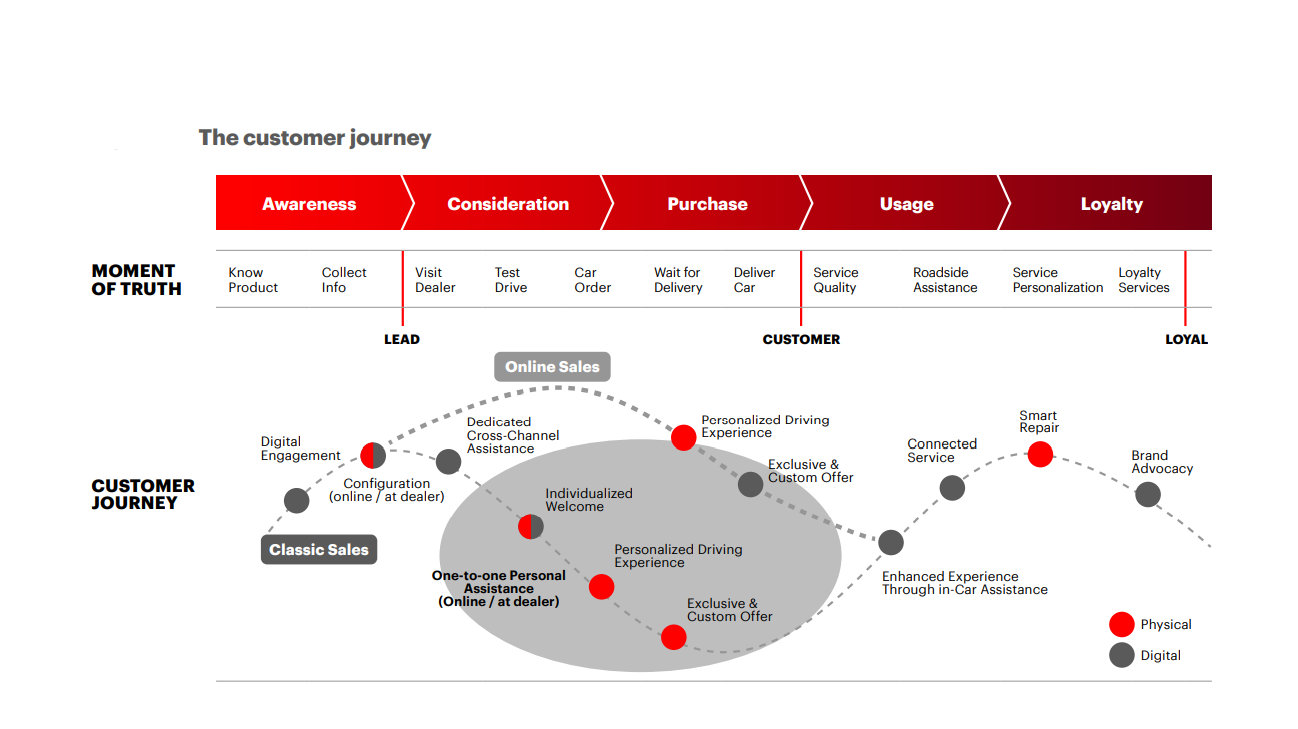 The customer journey
Awareness
Consideration
Purchase
Usage
Loyalty
MOMENT
OF TRUTH
Know
Product
Collect
Info
Visit
Dealer
Test
Drive
Car
Order
Wait for
Delivery
Deliver
Car
Service
Quality
Roadside
Assistance
Service
Personalization
Loyalty
Services
LEAD
CUSTOMER
LOYAL
CUSTOMER
JOURNEY
Online Sales
Classic Sales
Digital
Engagement
Configuration
(online / at dealer)
Dedicated
Cross-Channel
Assistance
Individualized
Welcome
One-to-one Personal
Assistance
(Online / at dealer)
Personalized Driving
Experience
Exclusive &
Custom Offer
Personalized Driving
Experience
Exclusive &
Custom Offer
Enhanced Experience
Through in-Car Assistance
Connected
Service
Smart
Repair
Brand
Advocacy
Physical
Digital